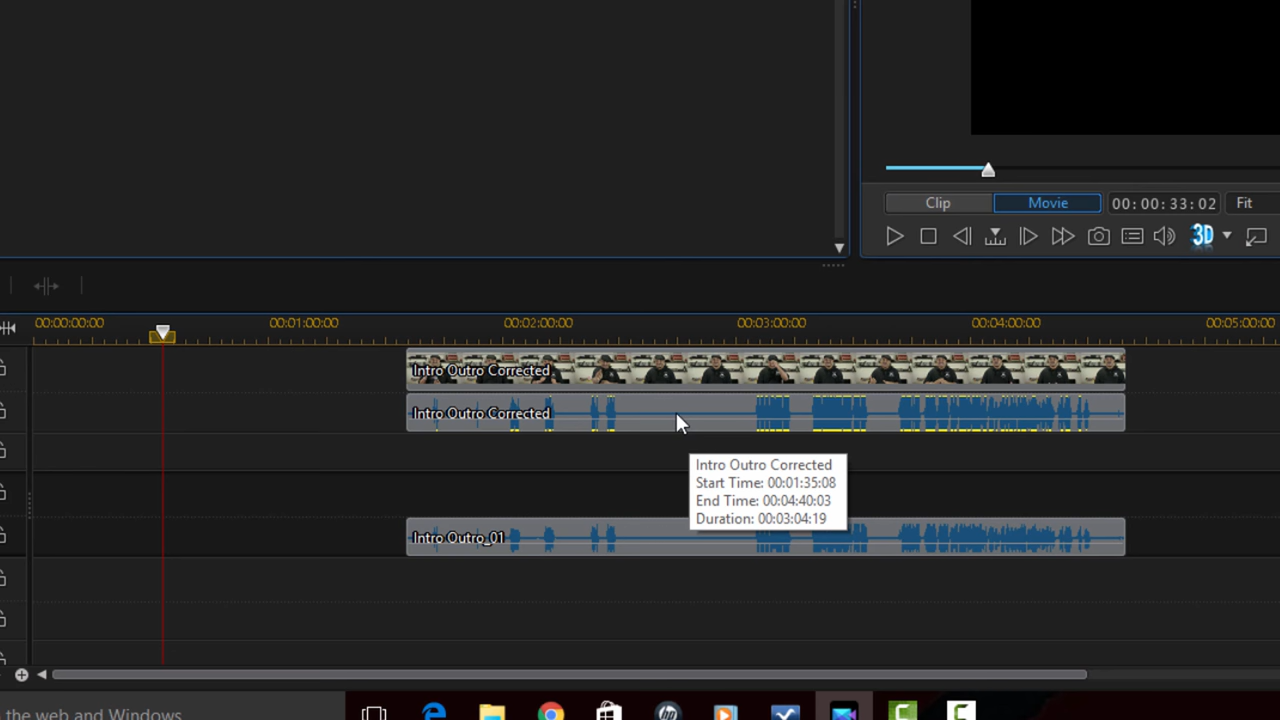 Clip
Movie
00:00:33:02
Fit
3D
00:00:00:00
00:01:00:00
00:02:00:00
00:03:00:00
00:04:00:00
00:05:00:00
Intro Outro Corrected
Intro Outro Corrected
Intro Outro Corrected
Start Time: 00:01:35:08
End Time: 00:04:40:03
Duration: 00:03:04:19
Intro Outro_01
the web and Windows